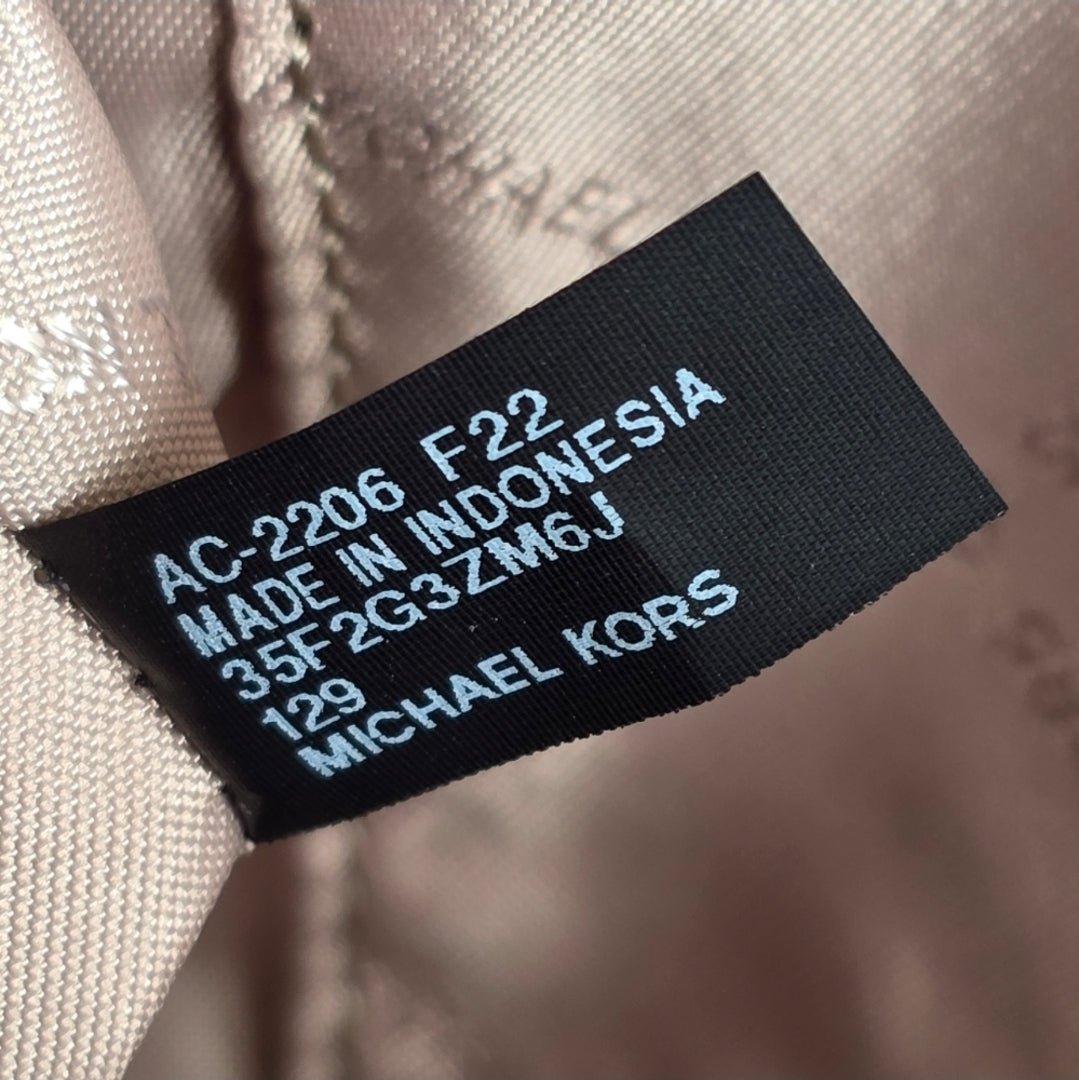 AC-2206 F22
MADE IN INDONESIA
35F2G3ZM6J
129
MICHAEL KORS